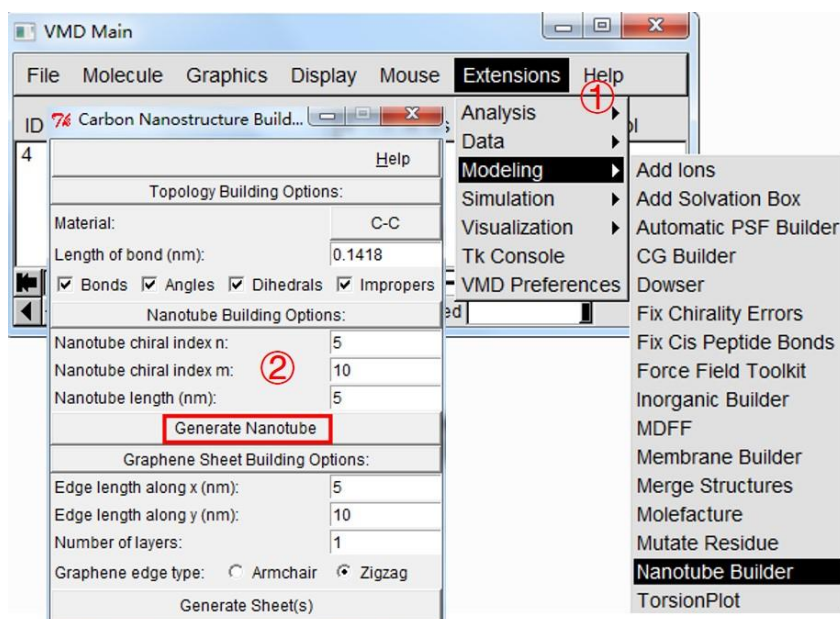 VMD Main
File Molecule Graphics Display Mouse Extensions Help
①
ID
4
Analysis
Data
Modeling
Simulation
Visualization
Tk Console
VMD Preferences
Add Ions
Add Solvation Box
Automatic PSF Builder
CG Builder
Dowser
Fix Chirality Errors
Fix Cis Peptide Bonds
Force Field Toolkit
Inorganic Builder
MDFF
Membrane Builder
Merge Structures
Molefacture
Mutate Residue
Nanotube Builder
TorsionPlot
Carbon Nanostructure Build...
Help
Topology Building Options:
Material: C-C
Length of bond (nm): 0.1418
Bonds Angles Dihedrals Impropers
Nanotube Building Options:
Nanotube chiral index n: 5
Nanotube chiral index m: 10
②
Nanotube length (nm): 5
Generate Nanotube
Graphene Sheet Building Options:
Edge length along x (nm): 5
Edge length along y (nm): 10
Number of layers: 1
Graphene edge type: Armchair Zigzag
Generate Sheet(s)